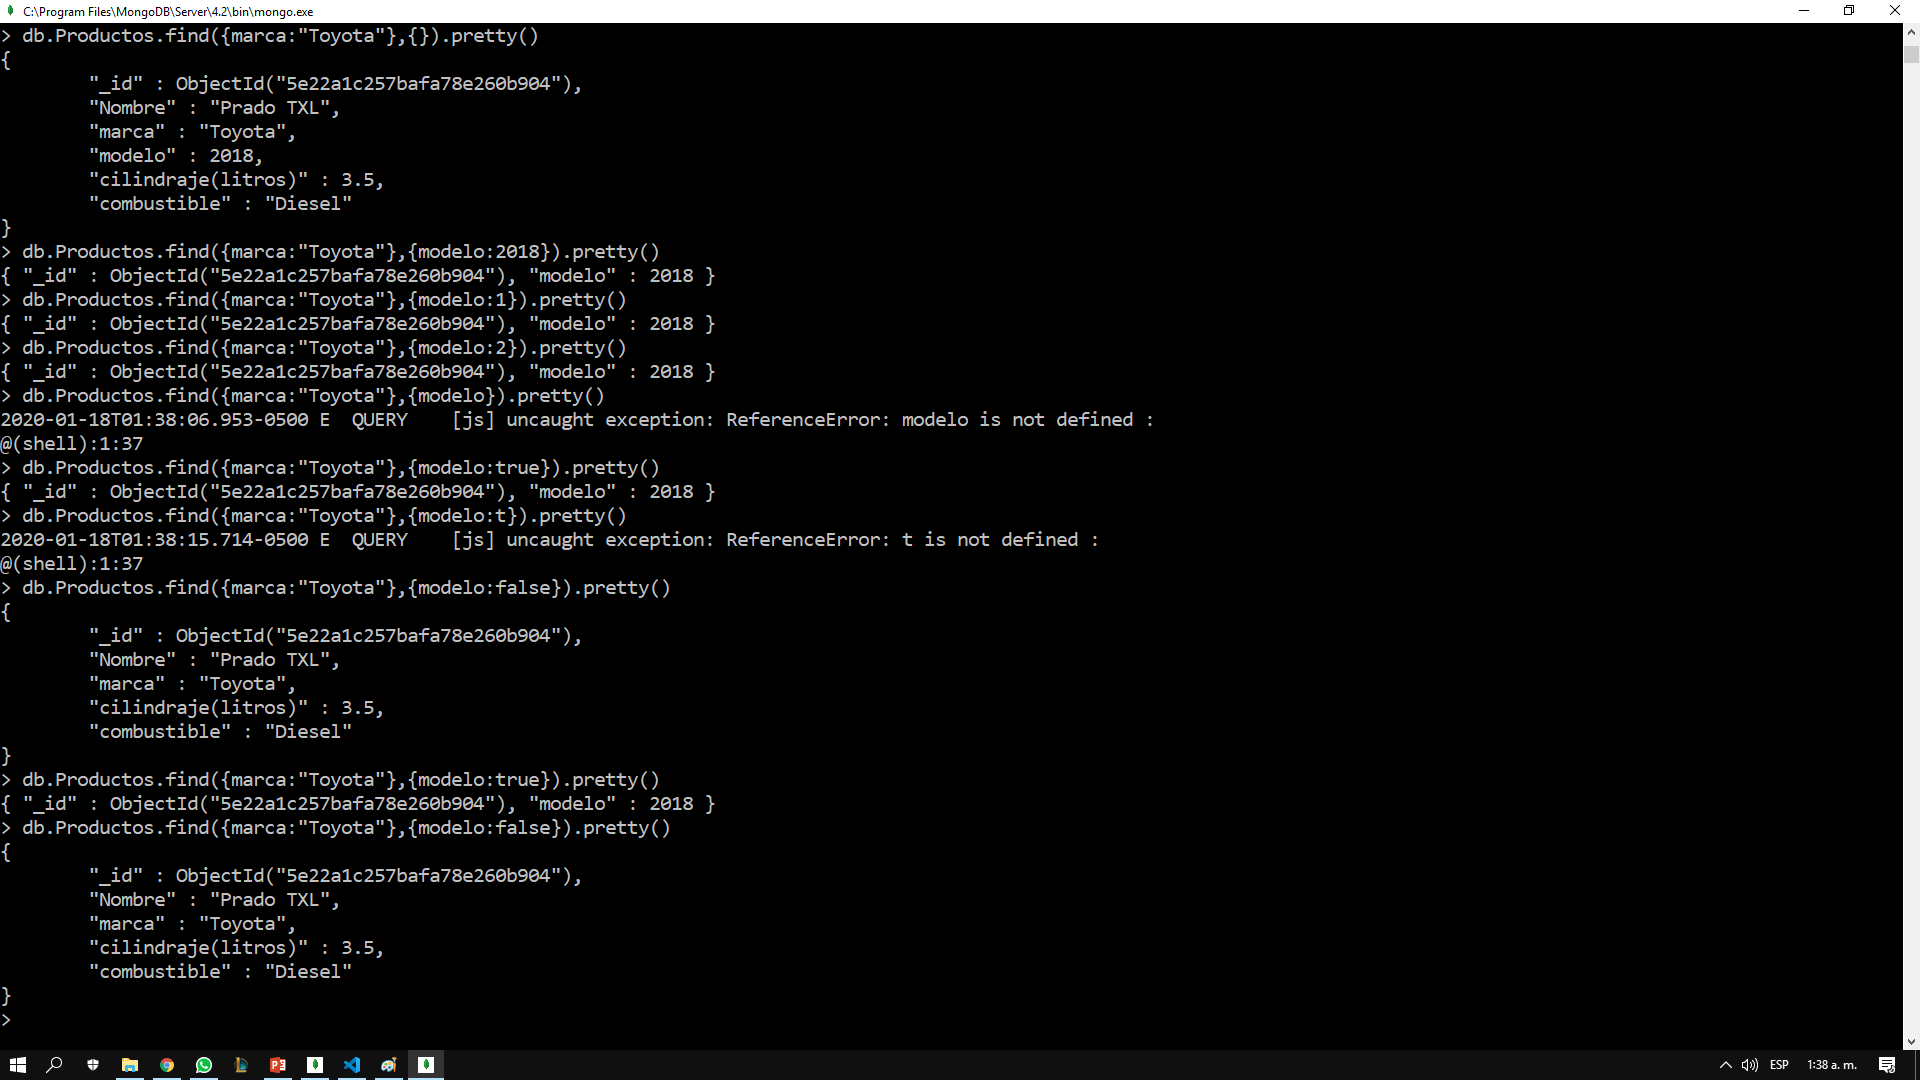 C:\Program Files\MongoDB\Server\4.2\bin\mongo.exe
> db.Productos.find({marca:"Toyota"},{}).pretty()
{
        "_id" : ObjectId("5e22a1c257bafa78e260b904"),
        "Nombre" : "Prado TXL",
        "marca" : "Toyota",
        "modelo" : 2018,
        "cilindraje(litros)" : 3.5,
        "combustible" : "Diesel"
}
> db.Productos.find({marca:"Toyota"},{modelo:2018}).pretty()
{ "_id" : ObjectId("5e22a1c257bafa78e260b904"), "modelo" : 2018 }
> db.Productos.find({marca:"Toyota"},{modelo:1}).pretty()
{ "_id" : ObjectId("5e22a1c257bafa78e260b904"), "modelo" : 2018 }
> db.Productos.find({marca:"Toyota"},{modelo:2}).pretty()
{ "_id" : ObjectId("5e22a1c257bafa78e260b904"), "modelo" : 2018 }
> db.Productos.find({marca:"Toyota"},{modelo}).pretty()
2020-01-18T01:38:06.953-0500 E  QUERY    [js] uncaught exception: ReferenceError: modelo is not defined :
@(shell):1:37
> db.Productos.find({marca:"Toyota"},{modelo:true}).pretty()
{ "_id" : ObjectId("5e22a1c257bafa78e260b904"), "modelo" : 2018 }
> db.Productos.find({marca:"Toyota"},{modelo:t}).pretty()
2020-01-18T01:38:15.714-0500 E  QUERY    [js] uncaught exception: ReferenceError: t is not defined :
@(shell):1:37
> db.Productos.find({marca:"Toyota"},{modelo:false}).pretty()
{
        "_id" : ObjectId("5e22a1c257bafa78e260b904"),
        "Nombre" : "Prado TXL",
        "marca" : "Toyota",
        "cilindraje(litros)" : 3.5,
        "combustible" : "Diesel"
}
> db.Productos.find({marca:"Toyota"},{modelo:true}).pretty()
{ "_id" : ObjectId("5e22a1c257bafa78e260b904"), "modelo" : 2018 }
> db.Productos.find({marca:"Toyota"},{modelo:false}).pretty()
{
        "_id" : ObjectId("5e22a1c257bafa78e260b904"),
        "Nombre" : "Prado TXL",
        "marca" : "Toyota",
        "cilindraje(litros)" : 3.5,
        "combustible" : "Diesel"
}
>
ESP 1:38 a. m.